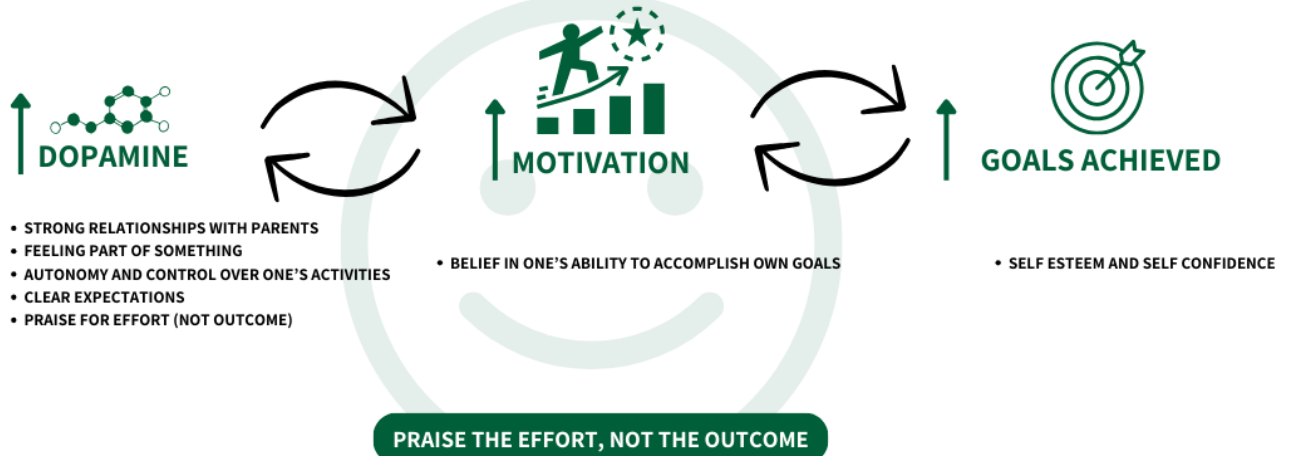 DOPAMINE
• STRONG RELATIONSHIPS WITH PARENTS
• FEELING PART OF SOMETHING
• AUTONOMY AND CONTROL OVER ONE'S ACTIVITIES
• CLEAR EXPECTATIONS
• PRAISE FOR EFFORT (NOT OUTCOME)
MOTIVATION
• BELIEF IN ONE'S ABILITY TO ACCOMPLISH OWN GOALS
GOALS ACHIEVED
• SELF ESTEEM AND SELF CONFIDENCE
PRAISE THE EFFORT, NOT THE OUTCOME